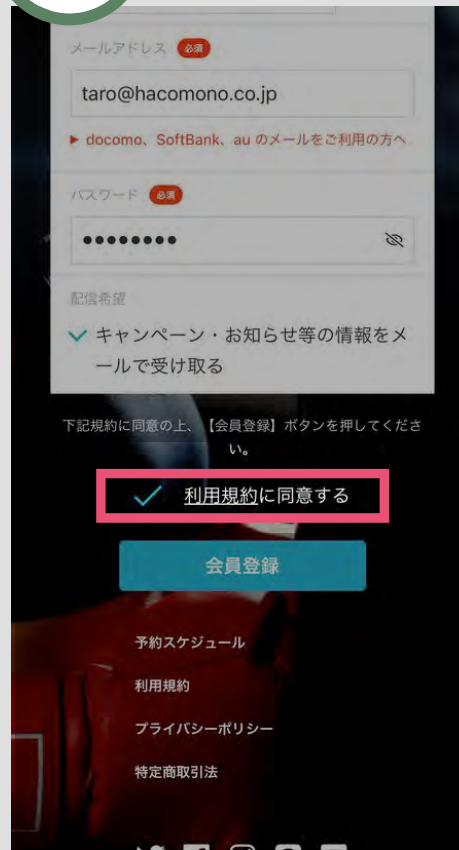 メールアドレス 必須
taro@hacomono.co.jp
▶ docomo、SoftBank、au のメールをご利用の方へ
パスワード 必須
●●●●●●●●
配信希望
キャンペーン・お知らせ等の情報をメ
ールで受け取る
下記規約に同意の上、【会員登録】ボタンを押してくださ
い。
利用規約に同意する
会員登録
予約スケジュール
利用規約
プライバシーポリシー
特定商取引法